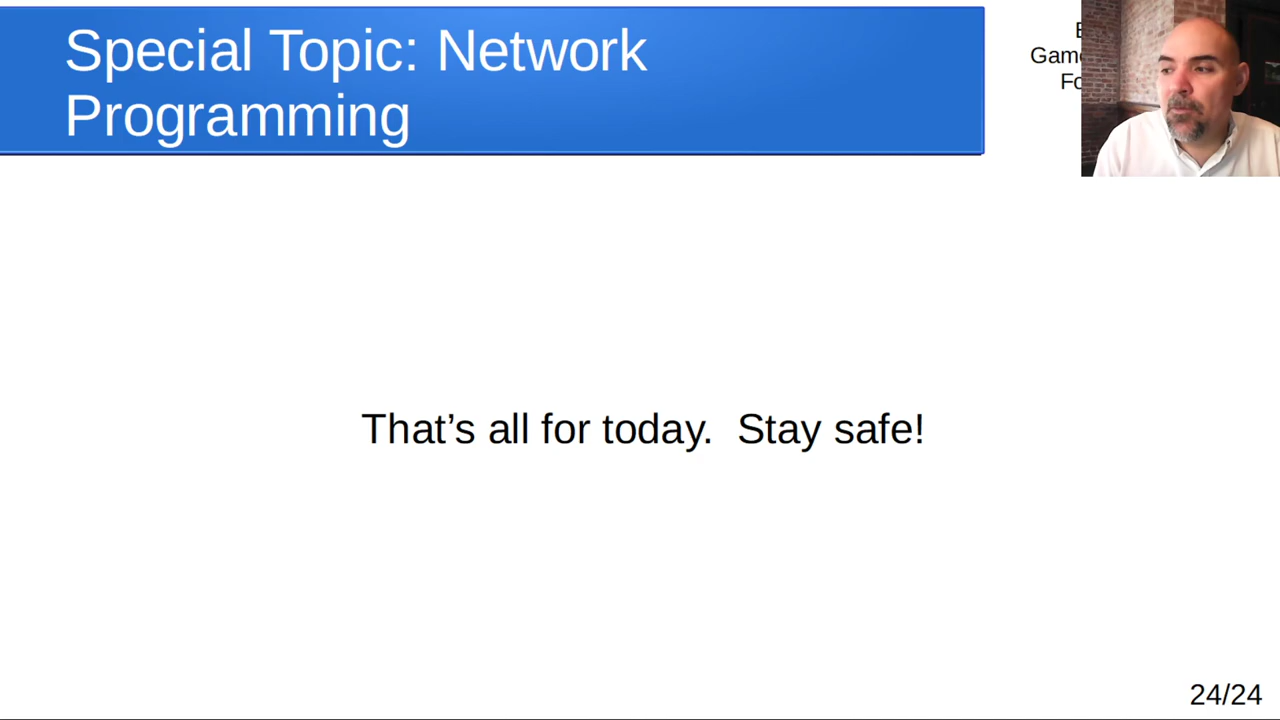 Special Topic: Network
Programming
That's all for today.  Stay safe!
24/24